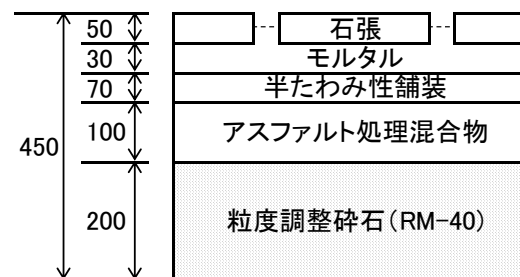 50 石張
30 モルタル
70 半たわみ性舗装
100 アスファルト処理混合物
450
200 粒度調整砕石(RM-40)